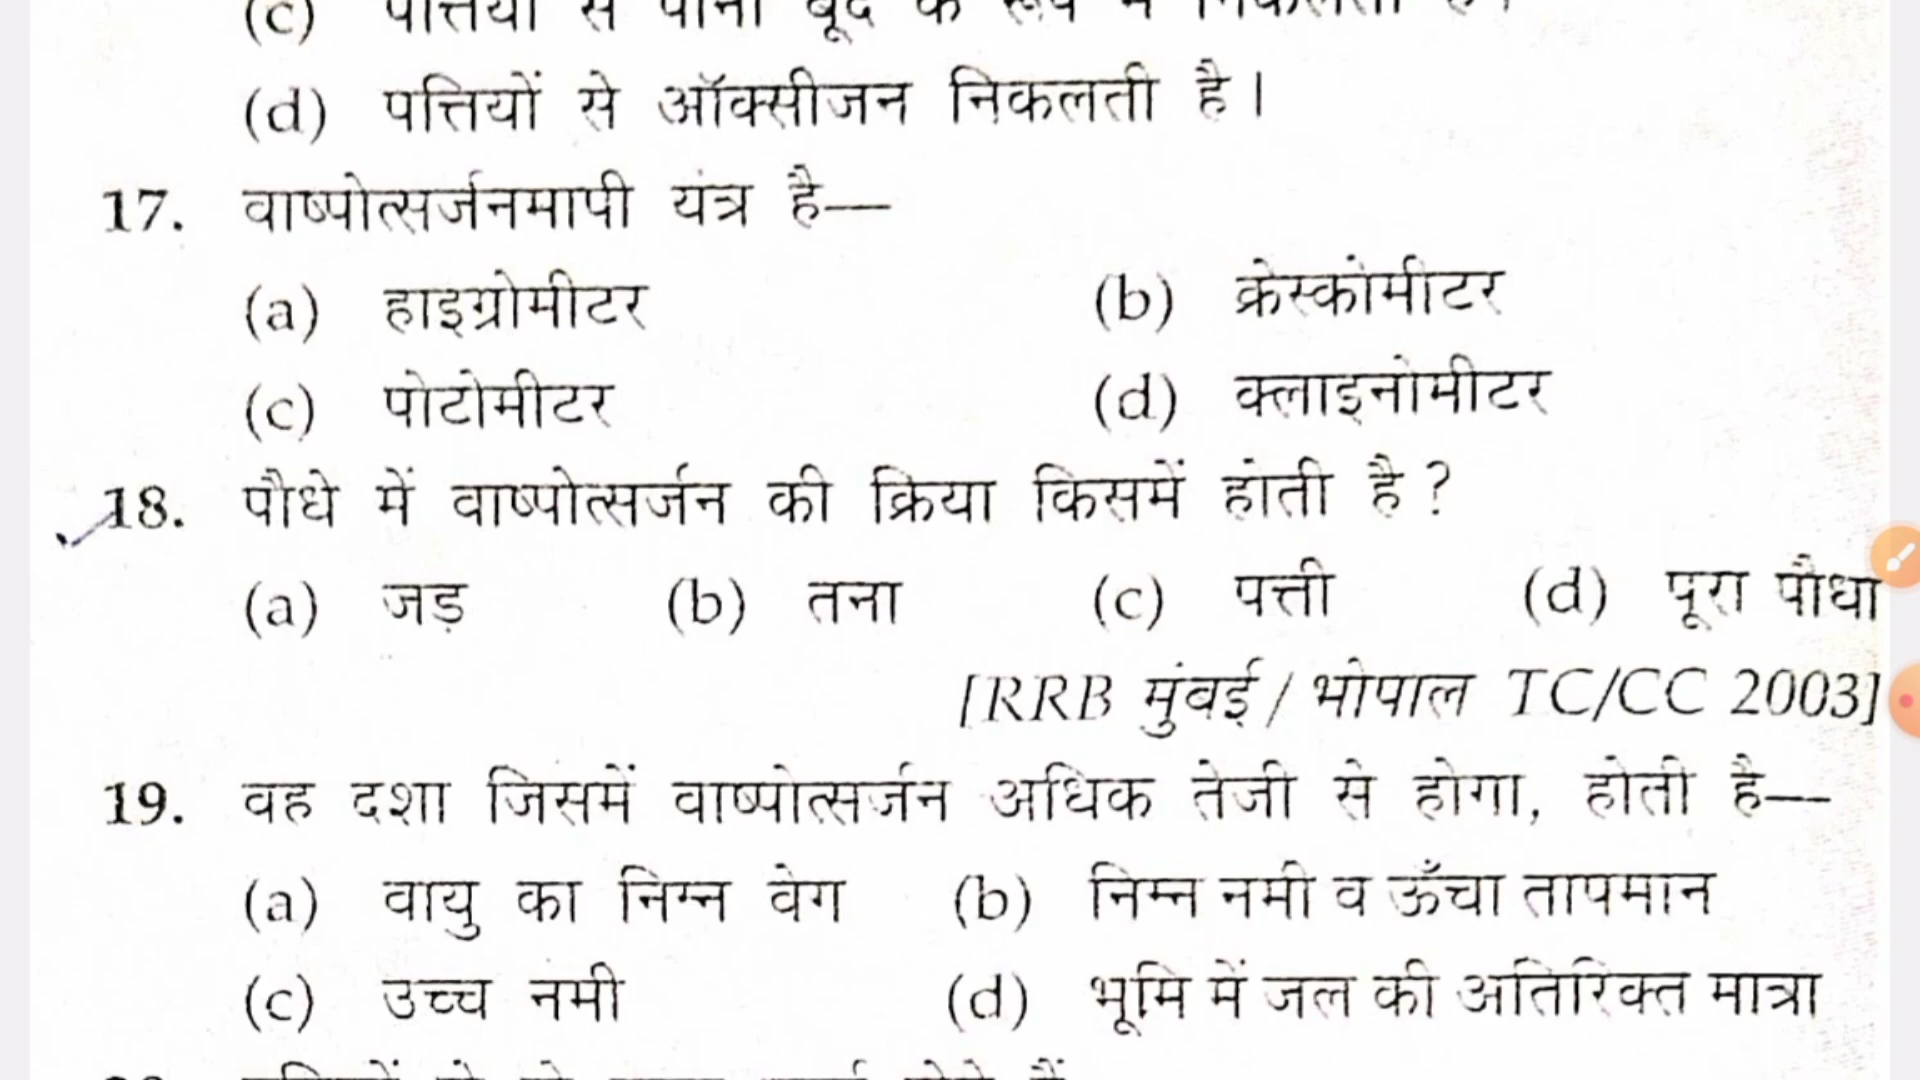 (c) पत्तियों से पानी बूँद के रूप में निकलता है।
(d) पत्तियों से ऑक्सीजन निकलती है।
17. वाष्पोत्सर्जनमापी यंत्र है—
(a) हाइग्रोमीटर (b) क्रेस्कोमीटर
(c) पोटोमीटर (d) क्लाइनोमीटर
18. पौधे में वाष्पोत्सर्जन की क्रिया किसमें होती है?
(a) जड़ (b) तना (c) पत्ती (d) पूरा पौधा
[RRB मुंबई/भोपाल TC/CC 2003]
19. वह दशा जिसमें वाष्पोत्सर्जन अधिक तेजी से होगा, होती है—
(a) वायु का निम्न वेग (b) निम्न नमी व ऊँचा तापमान
(c) उच्च नमी (d) भूमि में जल की अतिरिक्त मात्रा